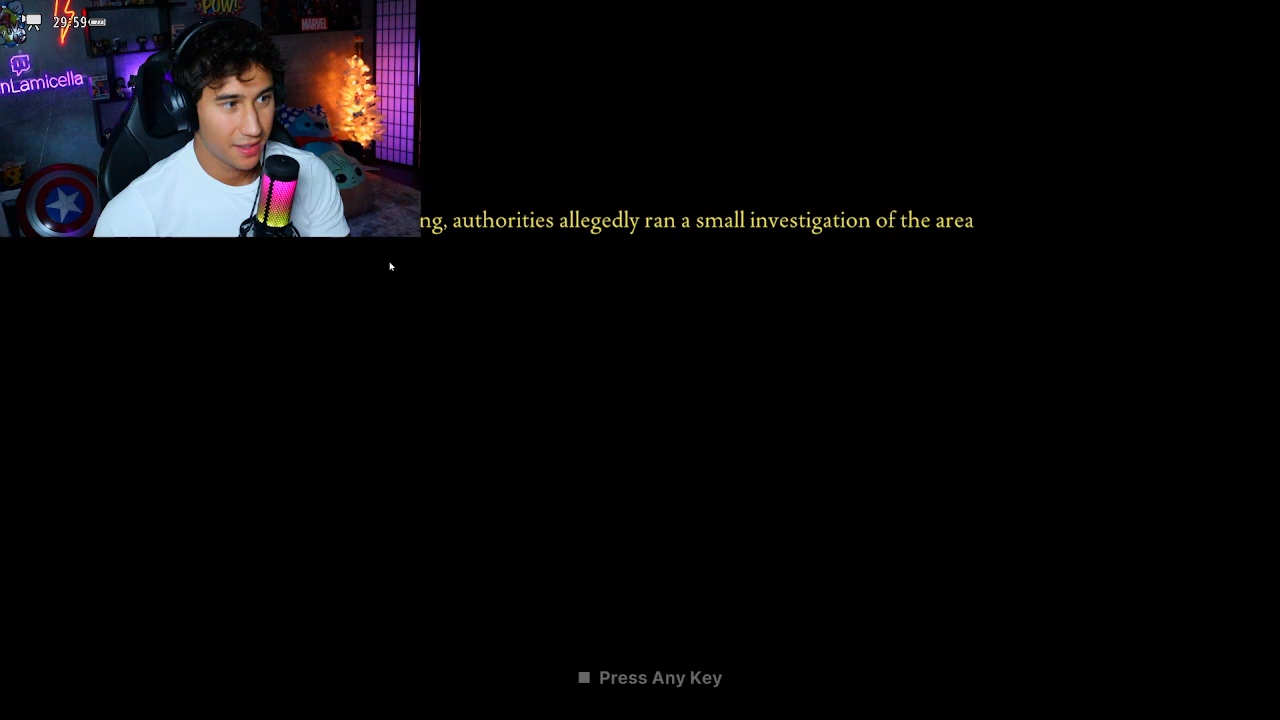 POW!
MARVEL
29:59
nLamicella
ng, authorities allegedly ran a small investigation of the area
Press Any Key